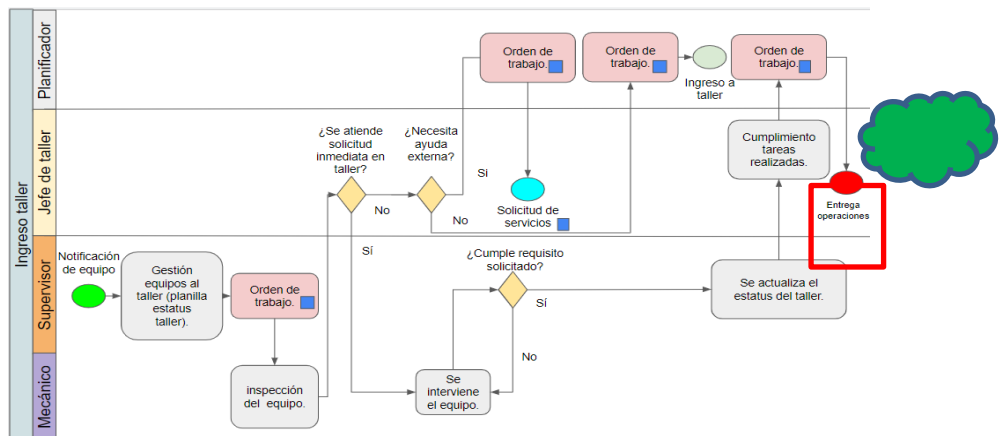 Ingreso taller
Planificador
Jefe de taller
Supervisor
Mecánico
Orden de
trabajo.
Orden de
trabajo.
Ingreso a
taller
Orden de
trabajo.
¿Se atiende
solicitud
inmediata en
taller?
¿Necesita
ayuda
externa?
Si
No
No
Solicitud de
servicios
Cumplimiento
tareas
realizadas.
Entrega
operaciones
Sí
Notificación
de equipo
Gestión
equipos al
taller (planilla
estatus
taller).
Orden de
trabajo.
¿Cumple requisito
solicitado?
Sí
No
Se actualiza el
estatus del taller.
inspección
del equipo.
Se
interviene
el equipo.